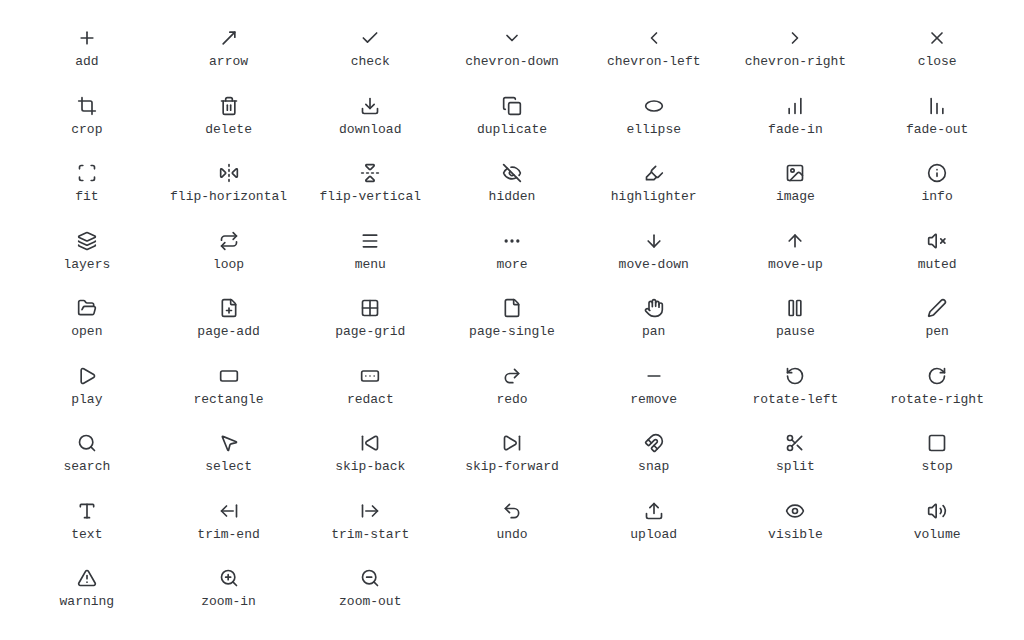 add arrow check chevron-down chevron-left chevron-right close
crop delete download duplicate ellipse fade-in fade-out
fit flip-horizontal flip-vertical hidden highlighter image info
layers loop menu more move-down move-up muted
open page-add page-grid page-single pan pause pen
play rectangle redact redo remove rotate-left rotate-right
search select skip-back skip-forward snap split stop
text trim-end trim-start undo upload visible volume
warning zoom-in zoom-out